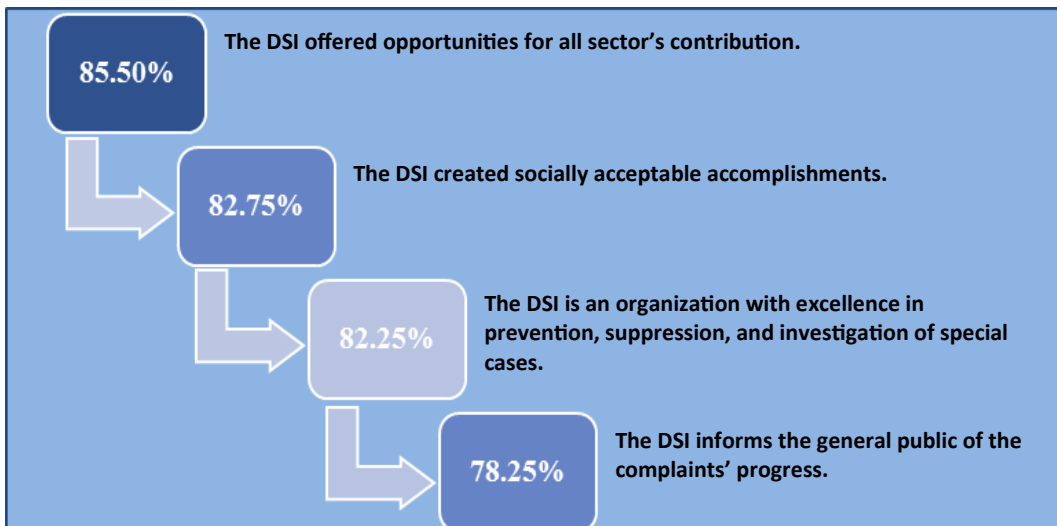 The DSI offered opportunities for all sector’s contribution.
85.50%
The DSI created socially acceptable accomplishments.
82.75%
The DSI is an organization with excellence in
prevention, suppression, and investigation of special
cases.
82.25%
The DSI informs the general public of the
complaints’ progress.
78.25%